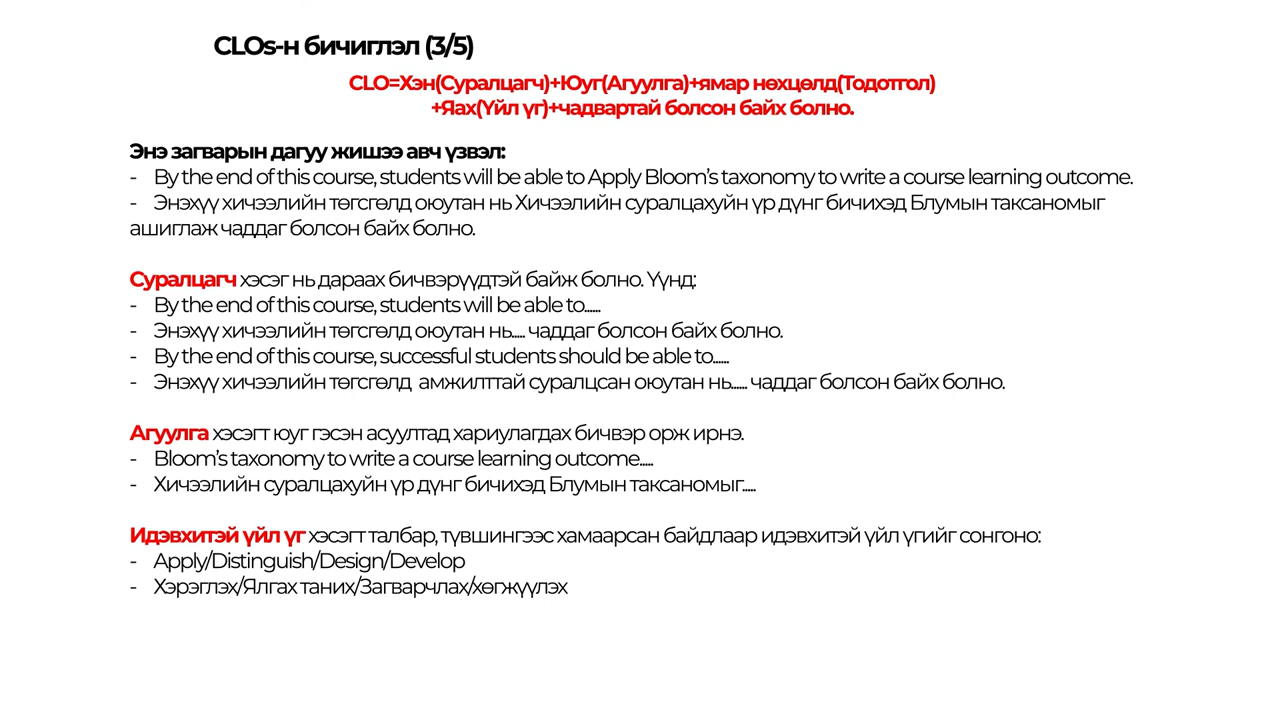 CLOs-н бичиглэл (3/5)
CLO=Хэн(Суралцагч)+Юуг(Агуулга)+ямар нөхцөлд(Тодотгол)
+Яах(Үйл үг)+чадвартай болсон байх болно.
Энэ загварын дагуу жишээ авч үзвэл:
- By the end of this course, students will be able to Apply Bloom’s taxonomy to write a course learning outcome.
- Энэхүү хичээлийн төгсгөлд оюутан нь Хичээлийн суралцахуйн үр дүнг бичихэд Блумын таксаномыг
ашиглаж чаддаг болсон байх болно.
Суралцагч хэсэг нь дараах бичвэрүүдтэй байж болно. Үүнд:
- By the end of this course, students will be able to......
- Энэхүү хичээлийн төгсгөлд оюутан нь..... чаддаг болсон байх болно.
- By the end of this course, successful students should be able to......
- Энэхүү хичээлийн төгсгөлд амжилттай суралцсан оюутан нь...... чаддаг болсон байх болно.
Агуулга хэсэгт юуг гэсэн асуултад хариулагдах бичвэр орж ирнэ.
- Bloom’s taxonomy to write a course learning outcome.....
- Хичээлийн суралцахуйн үр дүнг бичихэд Блумын таксаномыг.....
Идэвхитэй үйл үг хэсэгт талбар, түвшингээс хамаарсан байдлаар идэвхитэй үйл үгийг сонгоно:
- Apply/Distinguish/Design/Develop
- Хэрэглэх/Ялгах таних/Загварчлах/хөгжүүлэх